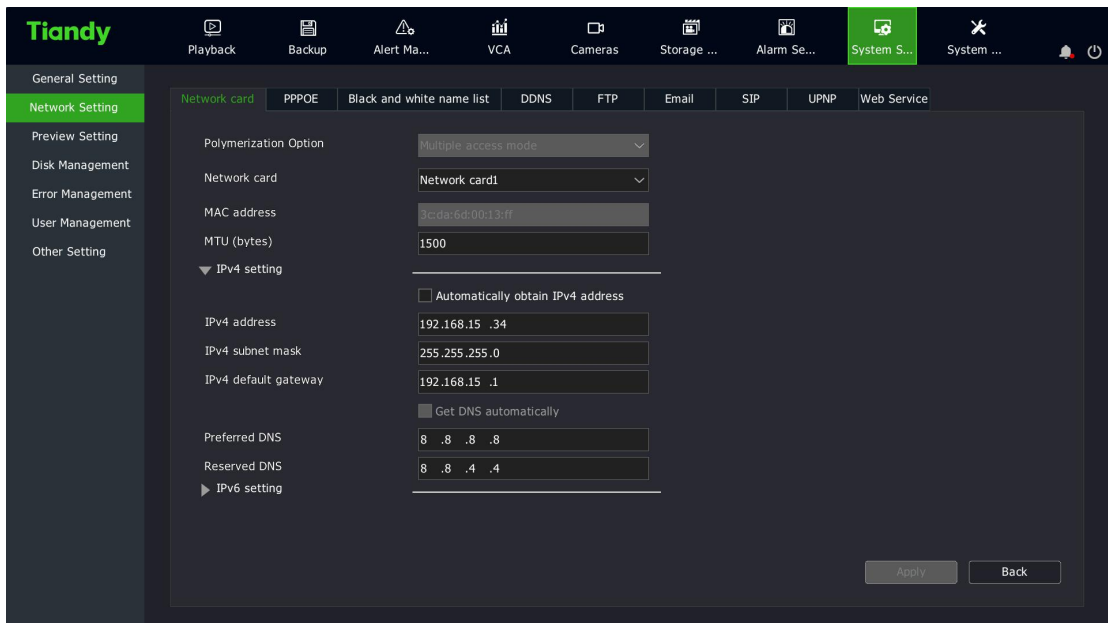 Tiandy
Playback
Backup
Alert Ma...
VCA
Cameras
Storage ...
Alarm Se...
System S...
System ...
General Setting
Network Setting
Preview Setting
Disk Management
Error Management
User Management
Other Setting
Network card
PPPOE
Black and white name list
DDNS
FTP
Email
SIP
UPNP
Web Service
Polymerization Option
Multiple access mode
Network card
Network card1
MAC address
3c:da:6d:00:13:ff
MTU (bytes)
1500
IPv4 setting
Automatically obtain IPv4 address
IPv4 address
192.168.15 .34
IPv4 subnet mask
255.255.255.0
IPv4 default gateway
192.168.15 .1
Get DNS automatically
Preferred DNS
8 .8 .8 .8
Reserved DNS
8 .8 .4 .4
IPv6 setting
Apply
Back